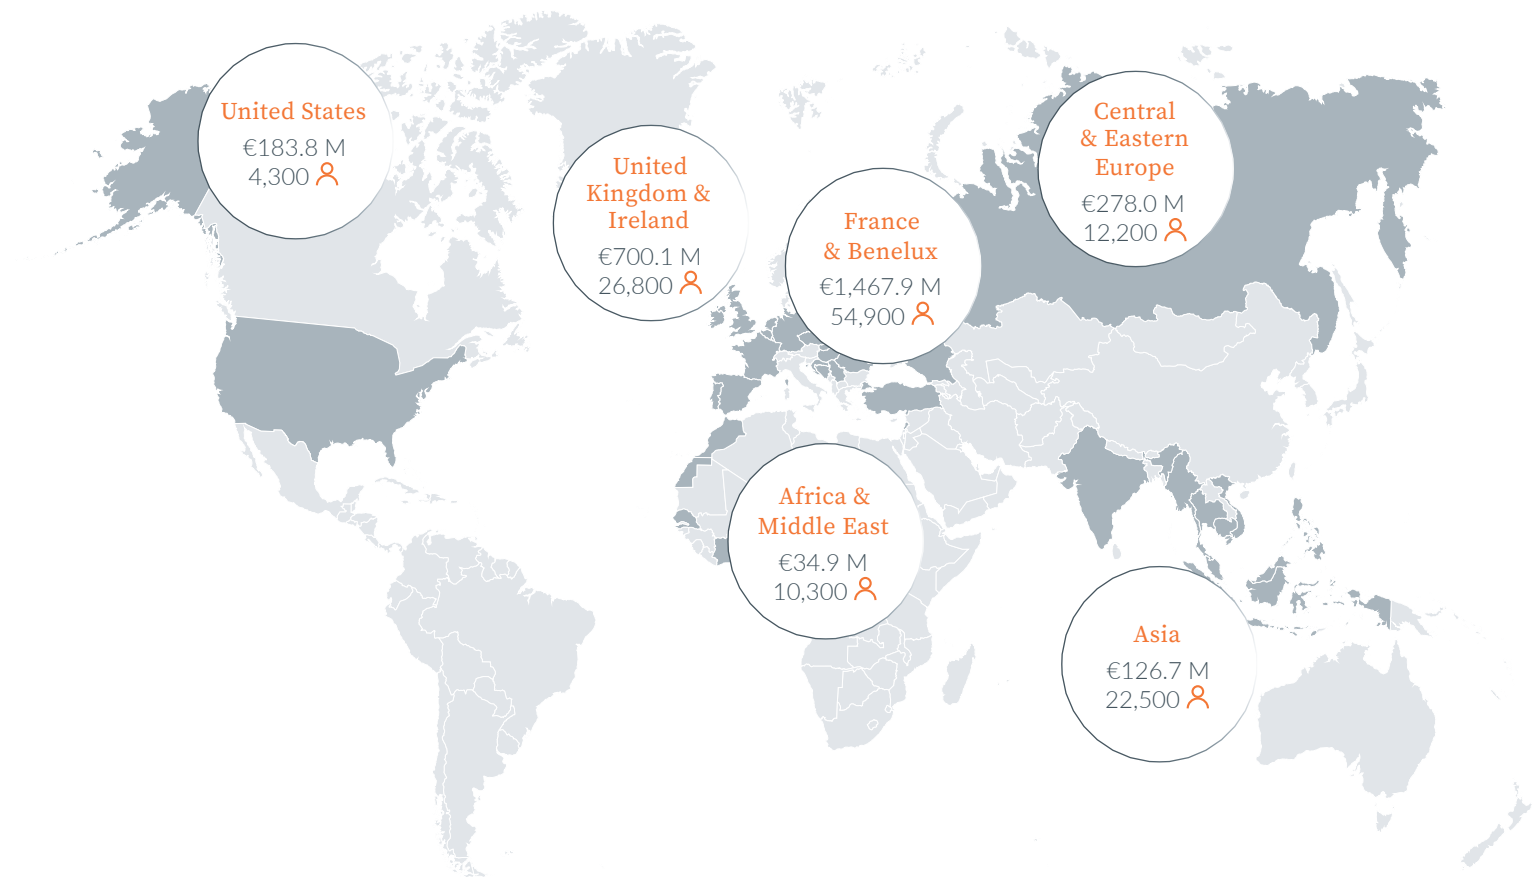 United States
€183.8 M
4,300
United
Kingdom &
Ireland
€700.1 M
26,800
France
& Benelux
€1,467.9 M
54,900
Central
& Eastern
Europe
€278.0 M
12,200
Africa &
Middle East
€34.9 M
10,300
Asia
€126.7 M
22,500